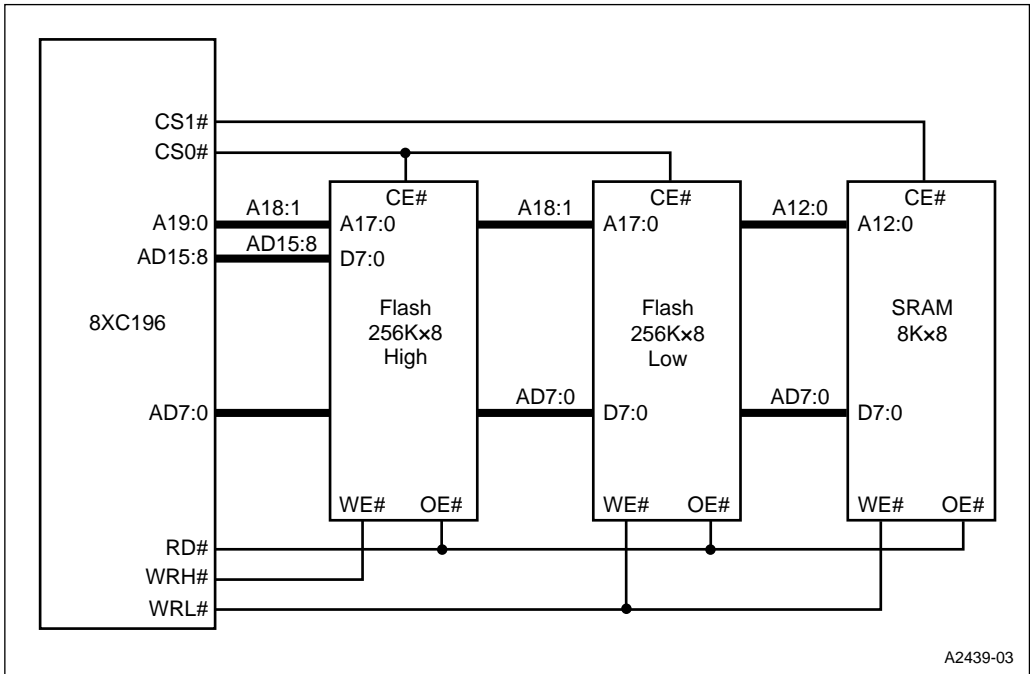 CS1#
CS0#
CE#
CE#
CE#
A19:0
A18:1
A17:0
A18:1
A17:0
A12:0
A12:0
AD15:8
AD15:8
D7:0
8XC196
Flash
256K×8
High
Flash
256K×8
Low
SRAM
8K×8
AD7:0
AD7:0
D7:0
AD7:0
D7:0
WE#
OE#
WE#
OE#
WE#
OE#
RD#
WRH#
WRL#
A2439-03